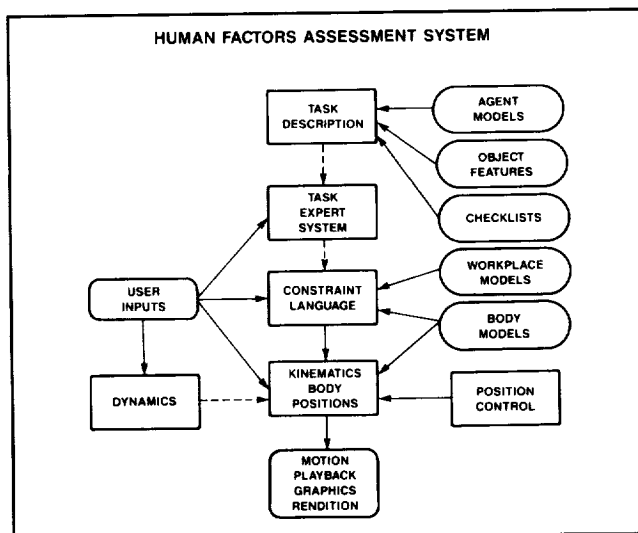 HUMAN FACTORS ASSESSMENT SYSTEM
TASK
DESCRIPTION
AGENT
MODELS
OBJECT
FEATURES
CHECKLISTS
TASK
EXPERT
SYSTEM
WORKPLACE
MODELS
USER
INPUTS
CONSTRAINT
LANGUAGE
BODY
MODELS
DYNAMICS
KINEMATICS
BODY
POSITIONS
POSITION
CONTROL
MOTION
PLAYBACK
GRAPHICS
RENDITION